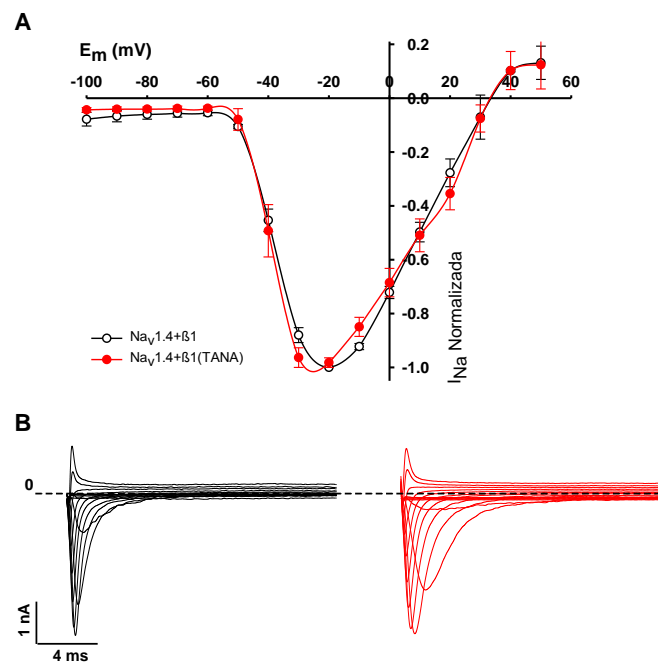 A
Em (mV)
-100 -80 -60 -40 -20 0 20 40 60
0.2
0.0
-0.2
-0.4
-0.6
-0.8
-1.0
INa Normalizada
Nav1.4+ß1
Nav1.4+ß1(TANA)
B
0
1 nA
4 ms